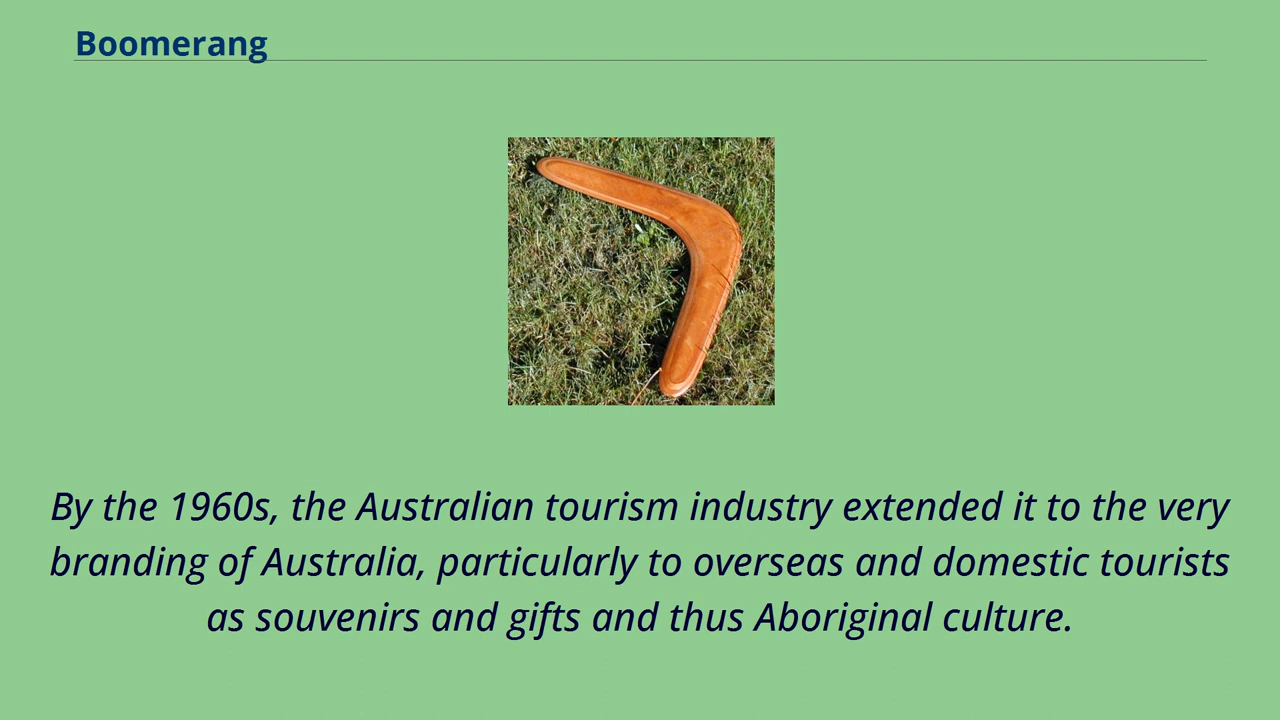 Boomerang
By the 1960s, the Australian tourism industry extended it to the very
branding of Australia, particularly to overseas and domestic tourists
as souvenirs and gifts and thus Aboriginal culture.